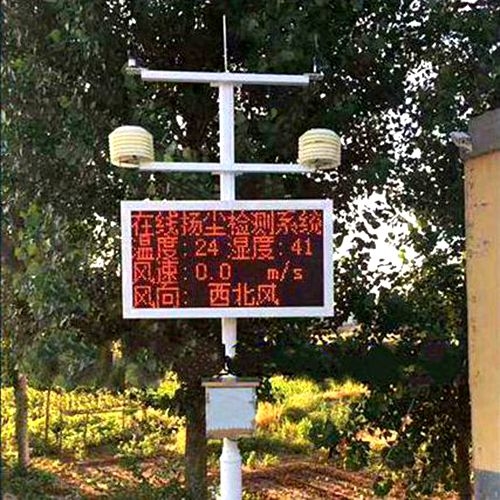 在线扬尘检测系统
温度:24 湿度:41
风速:0.0 m/s
风向: 西北风